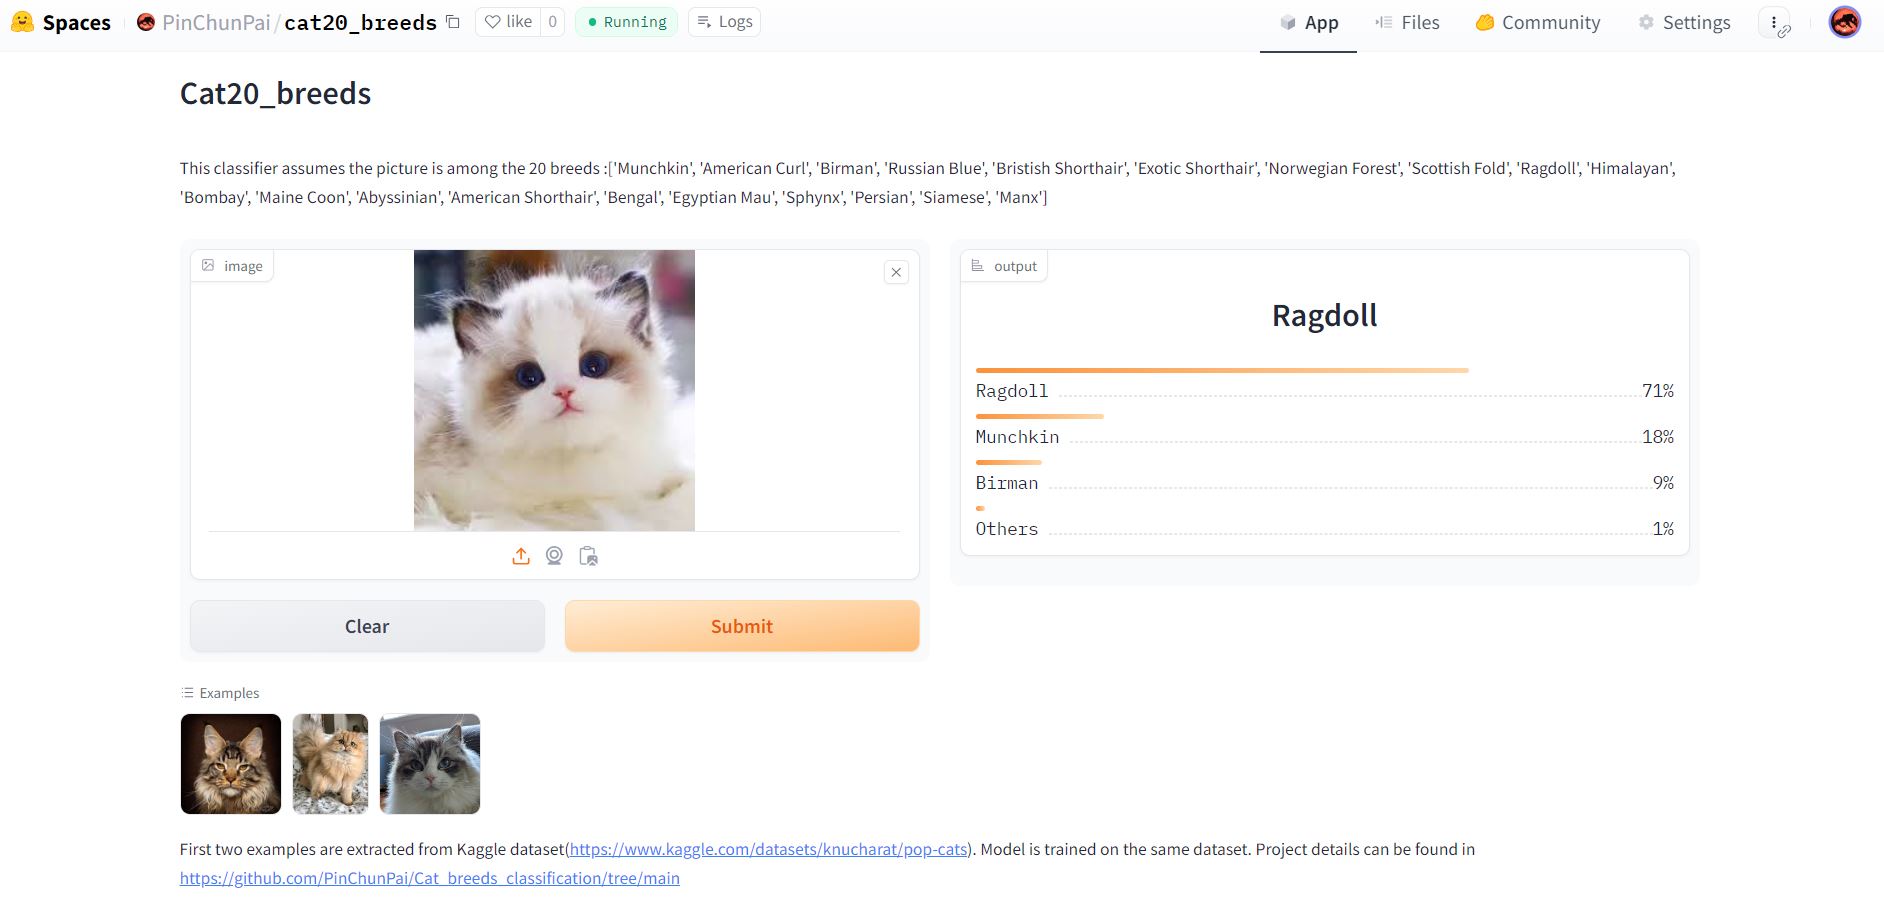 Spaces PinChunPai/cat20_breeds like 0 Running Logs App Files Community Settings
Cat20_breeds
This classifier assumes the picture is among the 20 breeds :['Munchkin', 'American Curl', 'Birman', 'Russian Blue', 'Bristish Shorthair', 'Exotic Shorthair', 'Norwegian Forest', 'Scottish Fold', 'Ragdoll', 'Himalayan',
'Bombay', 'Maine Coon', 'Abyssinian', 'American Shorthair', 'Bengal', 'Egyptian Mau', 'Sphynx', 'Persian', 'Siamese', 'Manx']
image
Clear Submit
output
Ragdoll
Ragdoll 71%
Munchkin 18%
Birman 9%
Others 1%
Examples
First two examples are extracted from Kaggle dataset(https://www.kaggle.com/datasets/knucharat/pop-cats). Model is trained on the same dataset. Project details can be found in
https://github.com/PinChunPai/Cat_breeds_classification/tree/main